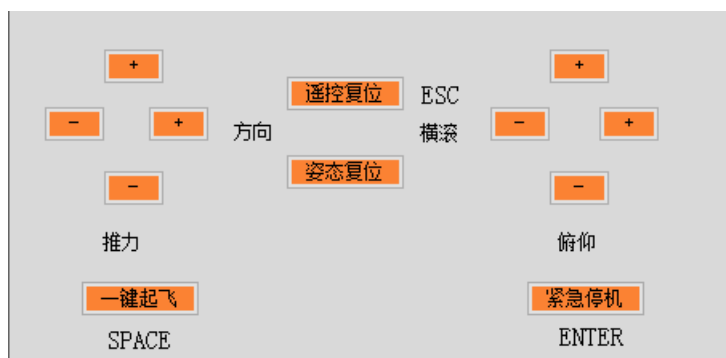 + +
遥控复位 ESC
- + 方向 横滚 - +
姿态复位
- -
推力 俯仰
一键起飞 紧急停机
SPACE ENTER